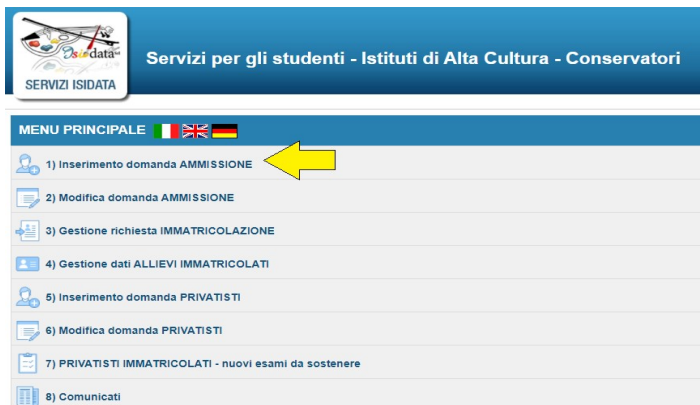 Isisdata
SERVIZI ISIDATA
Servizi per gli studenti - Istituti di Alta Cultura - Conservatori
MENU PRINCIPALE
1) Inserimento domanda AMMISSIONE
2) Modifica domanda AMMISSIONE
3) Gestione richiesta IMMATRICOLAZIONE
4) Gestione dati ALLIEVI IMMATRICOLATI
5) Inserimento domanda PRIVATISTI
6) Modifica domanda PRIVATISTI
7) PRIVATISTI IMMATRICOLATI - nuovi esami da sostenere
8) Comunicati